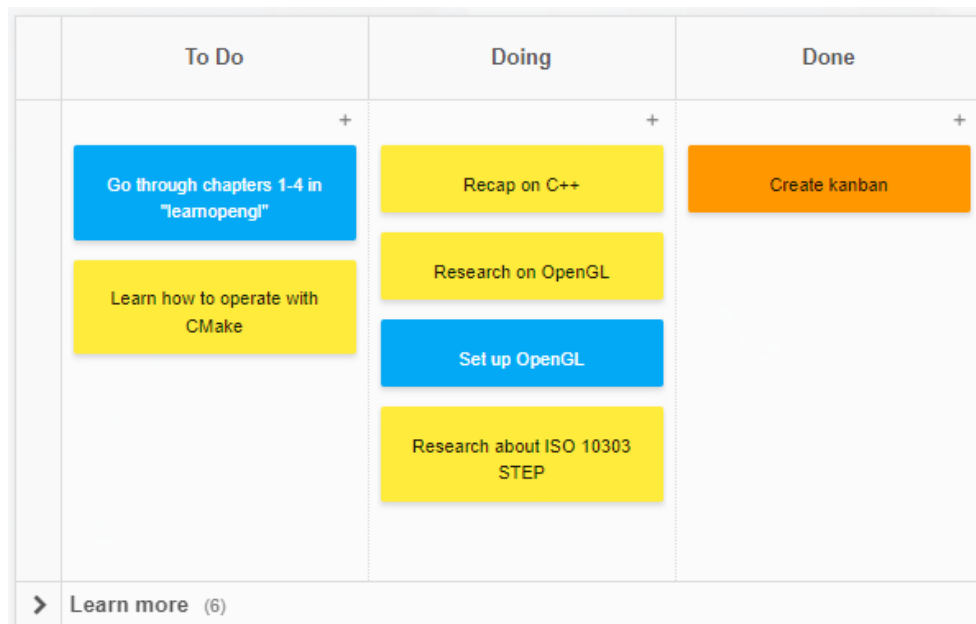 To Do
Doing
Done
+
+
+
Go through chapters 1-4 in
"learnopengl"
Learn how to operate with
CMake
Recap on C++
Research on OpenGL
Set up OpenGL
Research about ISO 10303
STEP
Create kanban
Learn more (6)